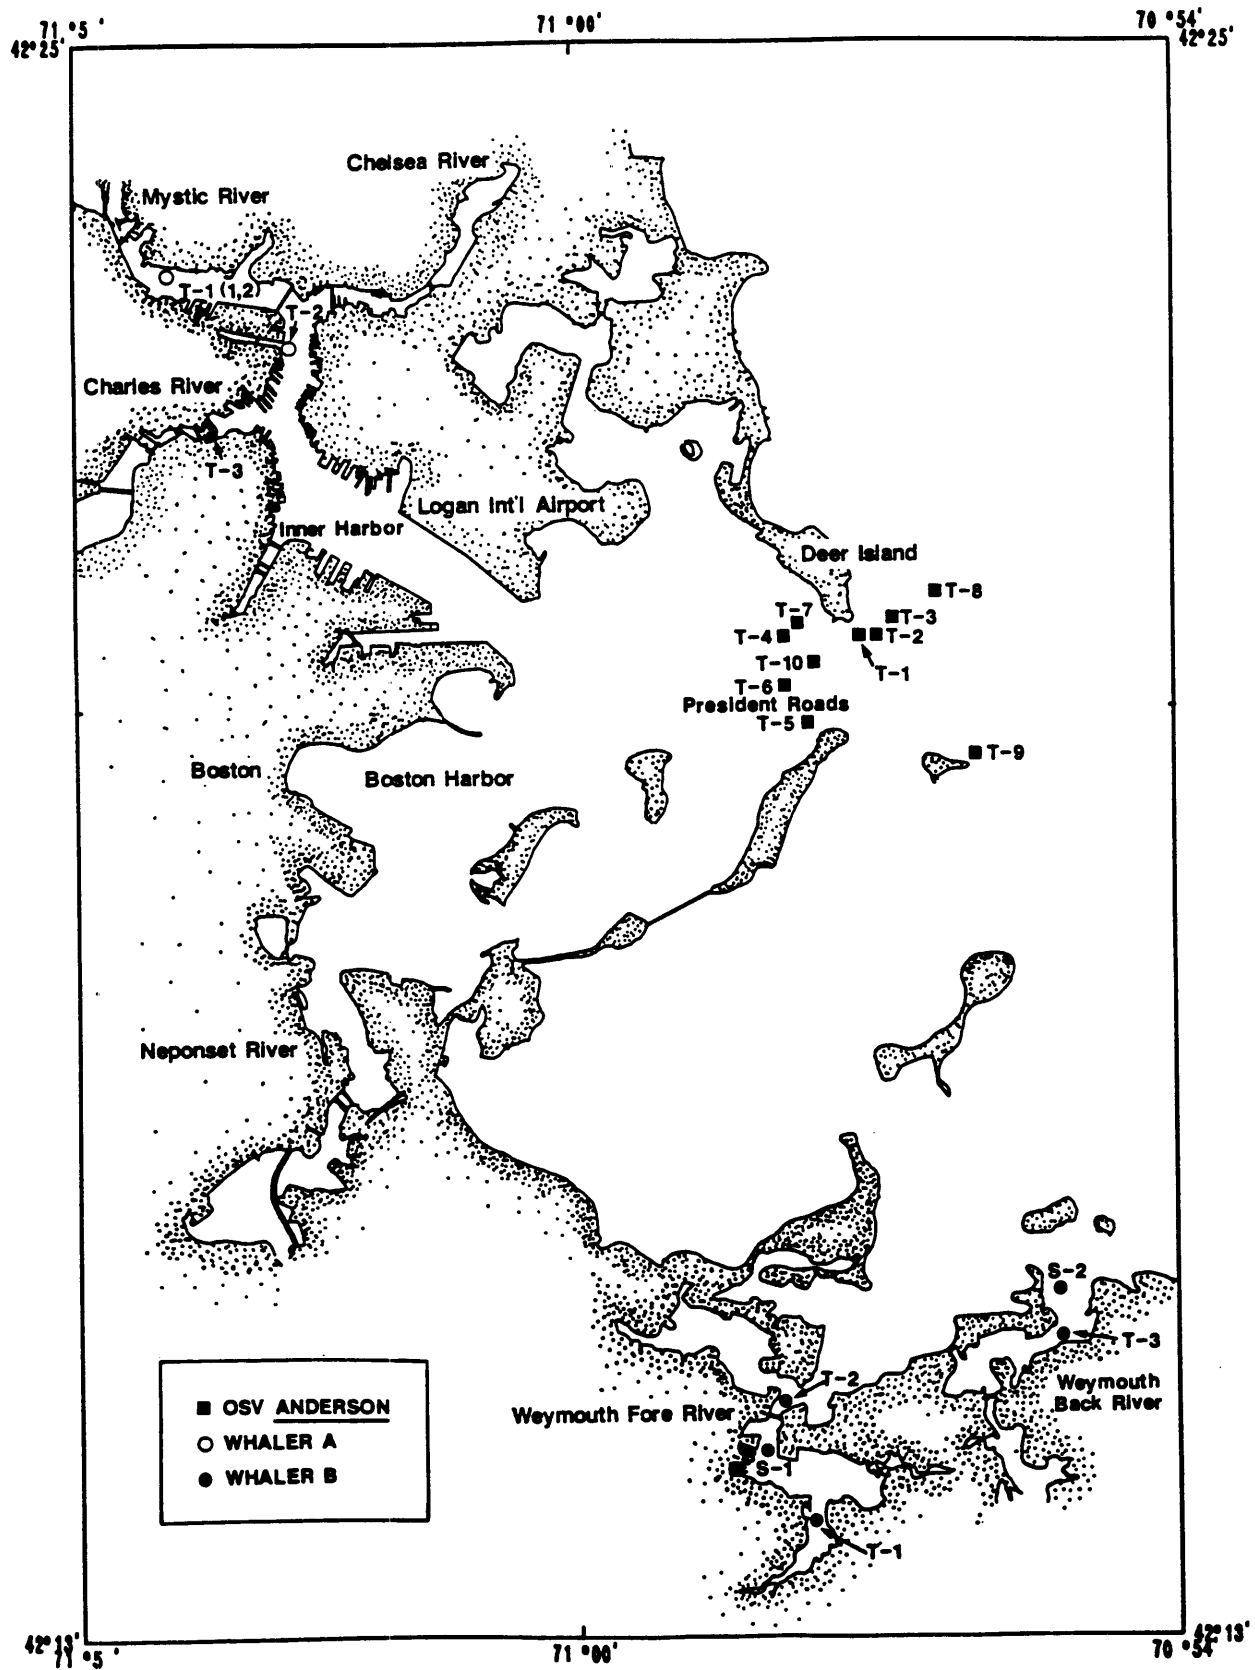 71 °5 '
71 °00'
70 °54'
42°25'
42°25'
Chelsea River
Mystic River
T-1 (1,2)
T-2
Charles River
T-3
Logan Int'l Airport
Inner Harbor
Deer Island
T-8
T-7
T-3
T-4
T-2
T-10
T-1
T-6
President Roads
T-5
T-9
Boston
Boston Harbor
Neponset River
S-2
T-3
T-2
Weymouth
Back River
Weymouth Fore River
S-1
T-1
OSV ANDERSON
WHALER A
WHALER B
42°13'
42°13'
71 °5 '
71 °00'
70 °54'